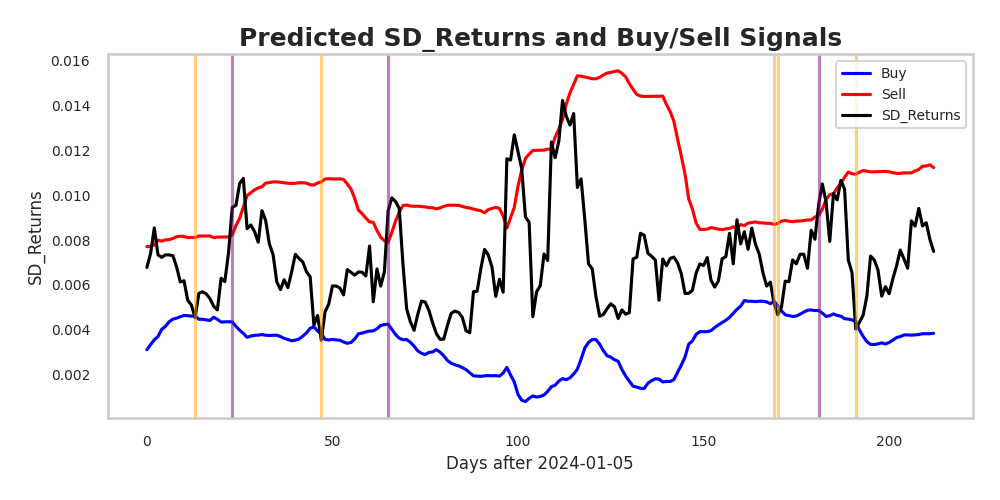 Predicted SD_Returns and Buy/Sell Signals
0.016
0.014
0.012
0.010
0.008
0.006
0.004
0.002
SD_Returns
Buy
Sell
SD_Returns
0
50
100
150
200
Days after 2024-01-05